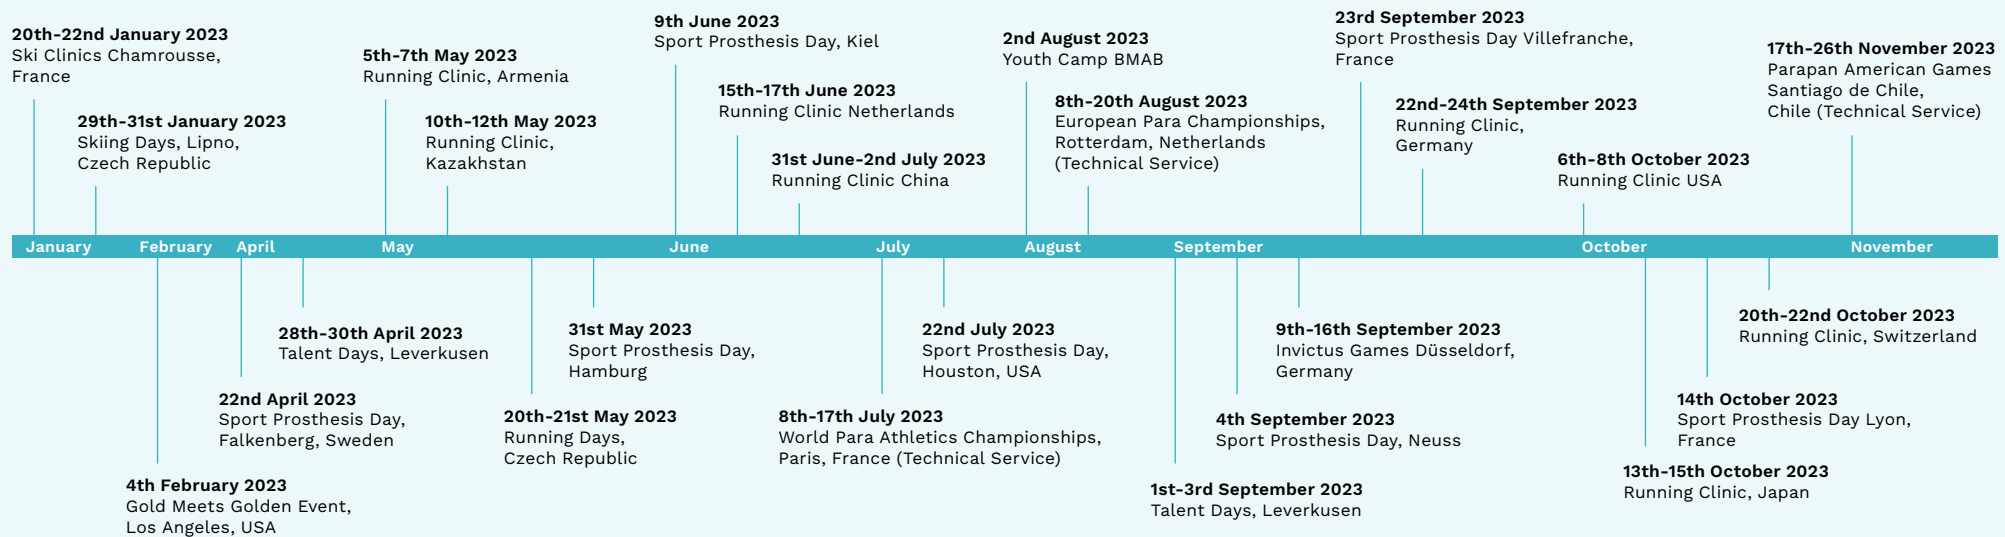 20th-22nd January 2023
Ski Clinics Chamrousse,
France
29th-31st January 2023
Skiing Days, Lipno,
Czech Republic
5th-7th May 2023
Running Clinic, Armenia
10th-12th May 2023
Running Clinic,
Kazakhstan
9th June 2023
Sport Prosthesis Day, Kiel
15th-17th June 2023
Running Clinic Netherlands
31st June-2nd July 2023
Running Clinic China
2nd August 2023
Youth Camp BMAB
8th-20th August 2023
European Para Championships,
Rotterdam, Netherlands
(Technical Service)
23rd September 2023
Sport Prosthesis Day Villefranche,
France
22nd-24th September 2023
Running Clinic,
Germany
6th-8th October 2023
Running Clinic USA
17th-26th November 2023
Parapan American Games
Santiago de Chile,
Chile (Technical Service)
January February April May June July August September October November
4th February 2023
Gold Meets Golden Event,
Los Angeles, USA
22nd April 2023
Sport Prosthesis Day,
Falkenberg, Sweden
28th-30th April 2023
Talent Days, Leverkusen
20th-21st May 2023
Running Days,
Czech Republic
31st May 2023
Sport Prosthesis Day,
Hamburg
8th-17th July 2023
World Para Athletics Championships,
Paris, France (Technical Service)
22nd July 2023
Sport Prosthesis Day,
Houston, USA
1st-3rd September 2023
Talent Days, Leverkusen
4th September 2023
Sport Prosthesis Day, Neuss
9th-16th September 2023
Invictus Games Düsseldorf,
Germany
13th-15th October 2023
Running Clinic, Japan
14th October 2023
Sport Prosthesis Day Lyon,
France
20th-22nd October 2023
Running Clinic, Switzerland